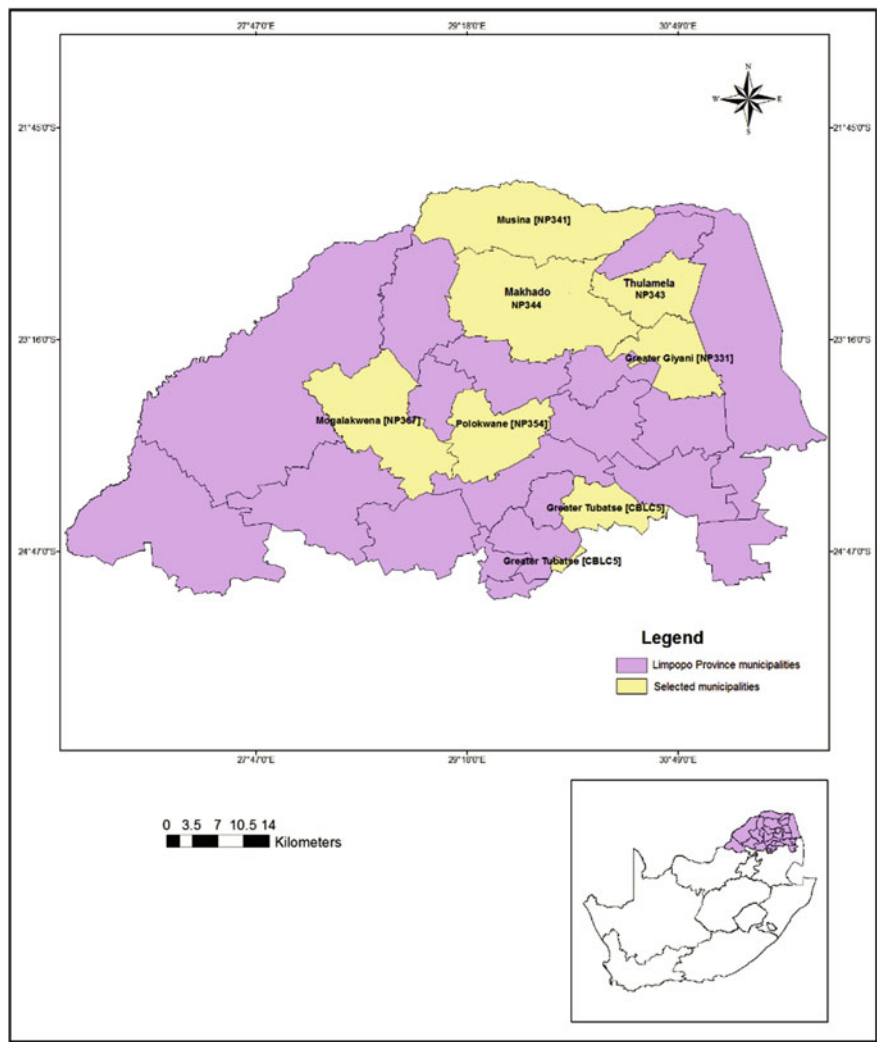 27°47'0"E 29°18'0"E 30°49'0"E
N
W E
S
21°45'0"S 21°45'0"S
Musina [NP341]
Makhado
NP344
Thulamela
NP343
23°16'0"S 23°16'0"S
Greater Giyani [NP331]
Mogalakwena [NP367]
Polokwane [NP354]
Greater Tubatse [CBLC5]
24°47'0"S 24°47'0"S
Greater Tubatse [CBLC5]
Legend
Limpopo Province municipalities
Selected municipalities
27°47'0"E 29°18'0"E 30°49'0"E
0 3.5 7 10.5 14
Kilometers